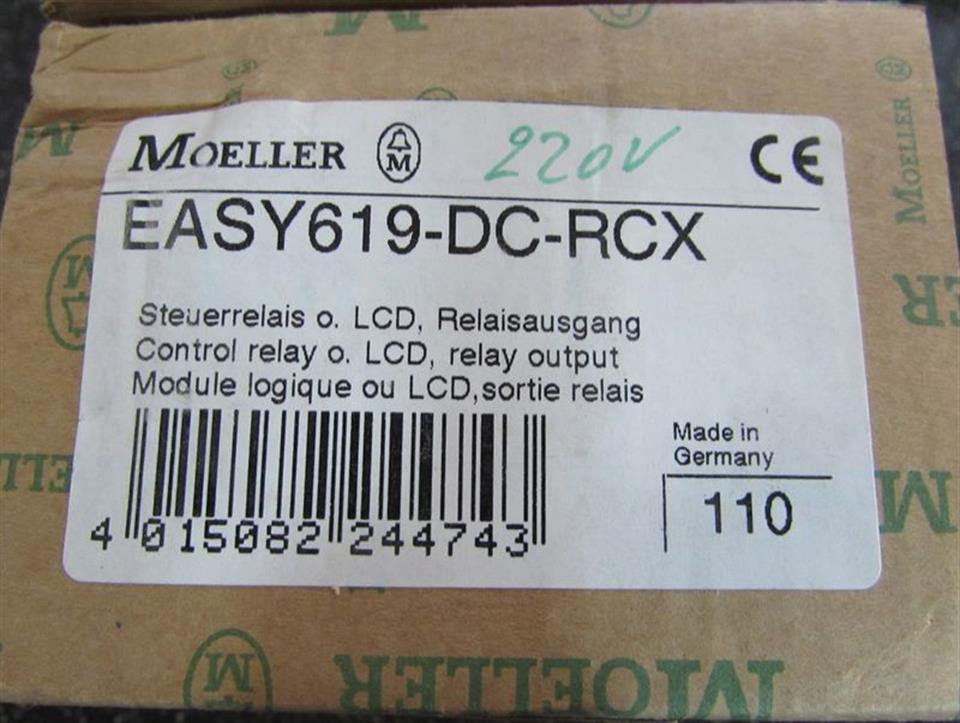 MOELLER M 220V CE
EASY619-DC-RCX
Steuerrelais o. LCD, Relaisausgang
Control relay o. LCD, relay output
Module logique ou LCD,sortie relais
Made in
Germany
110
4 015082 244743
MOELLER
MOELLER
M